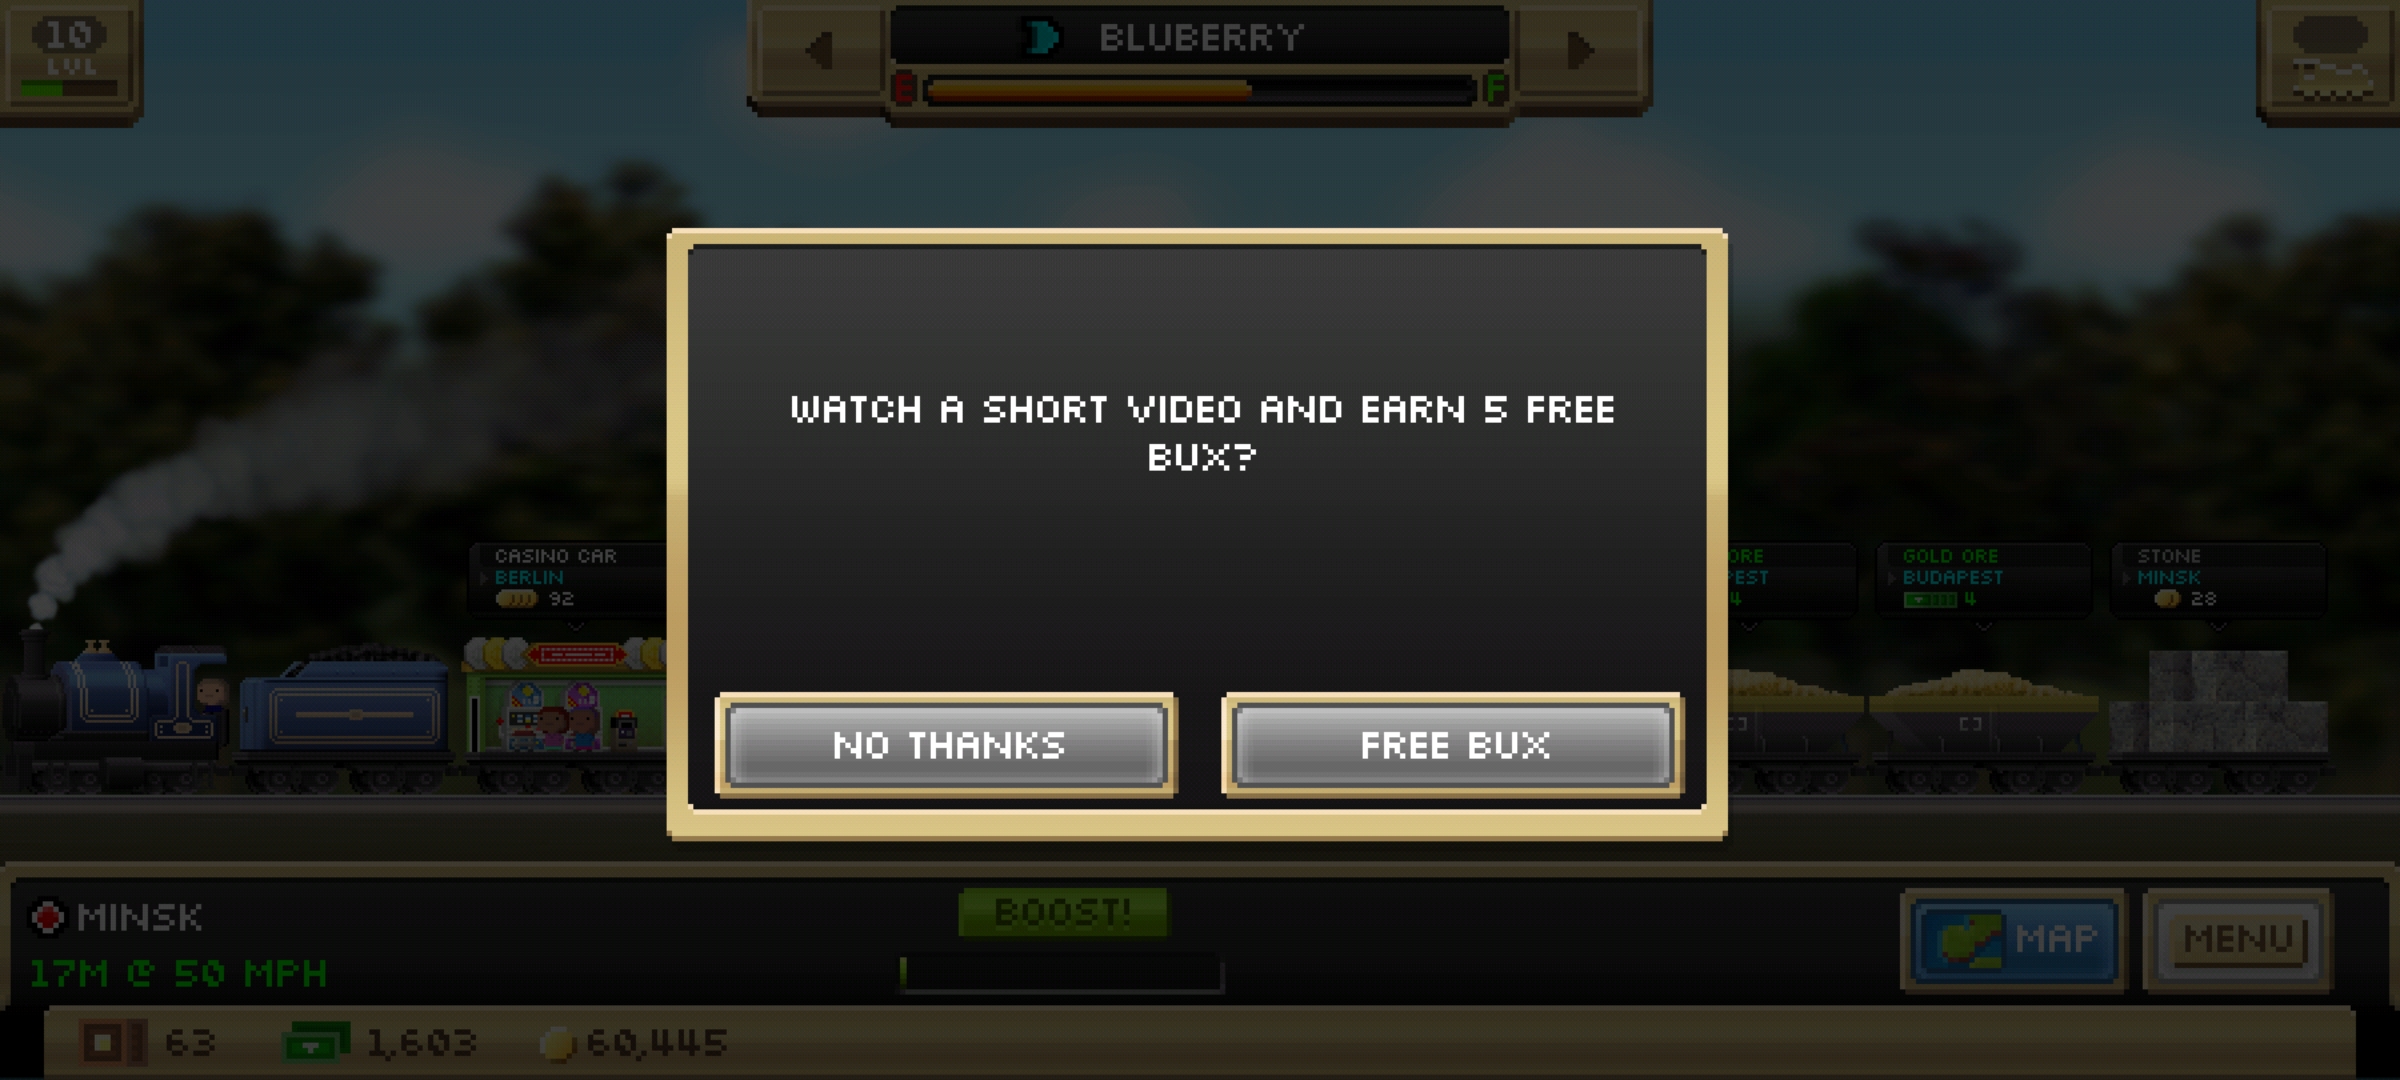 10
LVL
BLUBERRY
E F
WATCH A SHORT VIDEO AND EARN 5 FREE
BUX?
CASINO CAR
BERLIN
92
ORE
PEST
4
GOLD ORE
BUDAPEST
4
STONE
MINSK
28
NO THANKS
FREE BUX
MINSK
17M @ 50 MPH
BOOST!
MAP
MENU
63
1,603
60,445